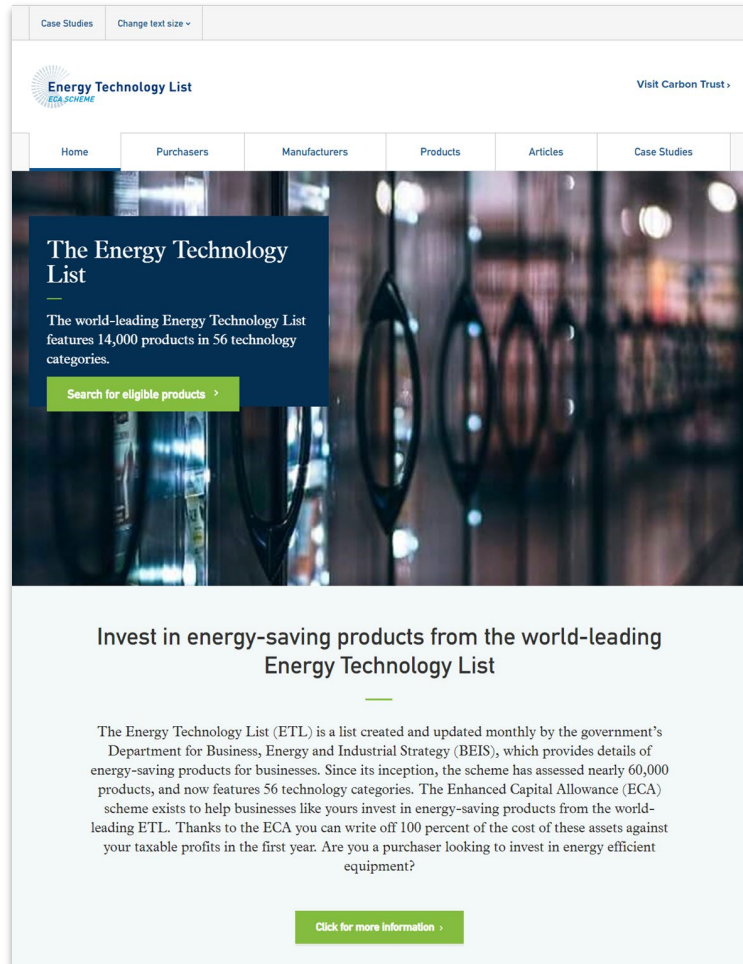 Case Studies
Change text size
Energy Technology List
ECA SCHEME
Visit Carbon Trust ›
Home
Purchasers
Manufacturers
Products
Articles
Case Studies
The Energy Technology
List
The world-leading Energy Technology List
features 14,000 products in 56 technology
categories.
Search for eligible products ›
Invest in energy-saving products from the world-leading
Energy Technology List
The Energy Technology List (ETL) is a list created and updated monthly by the government's
Department for Business, Energy and Industrial Strategy (BEIS), which provides details of
energy-saving products for businesses. Since its inception, the scheme has assessed nearly 60,000
products, and now features 56 technology categories. The Enhanced Capital Allowance (ECA)
scheme exists to help businesses like yours invest in energy-saving products from the world-
leading ETL. Thanks to the ECA you can write off 100 percent of the cost of these assets against
your taxable profits in the first year. Are you a purchaser looking to invest in energy efficient
equipment?
Click for more information ›